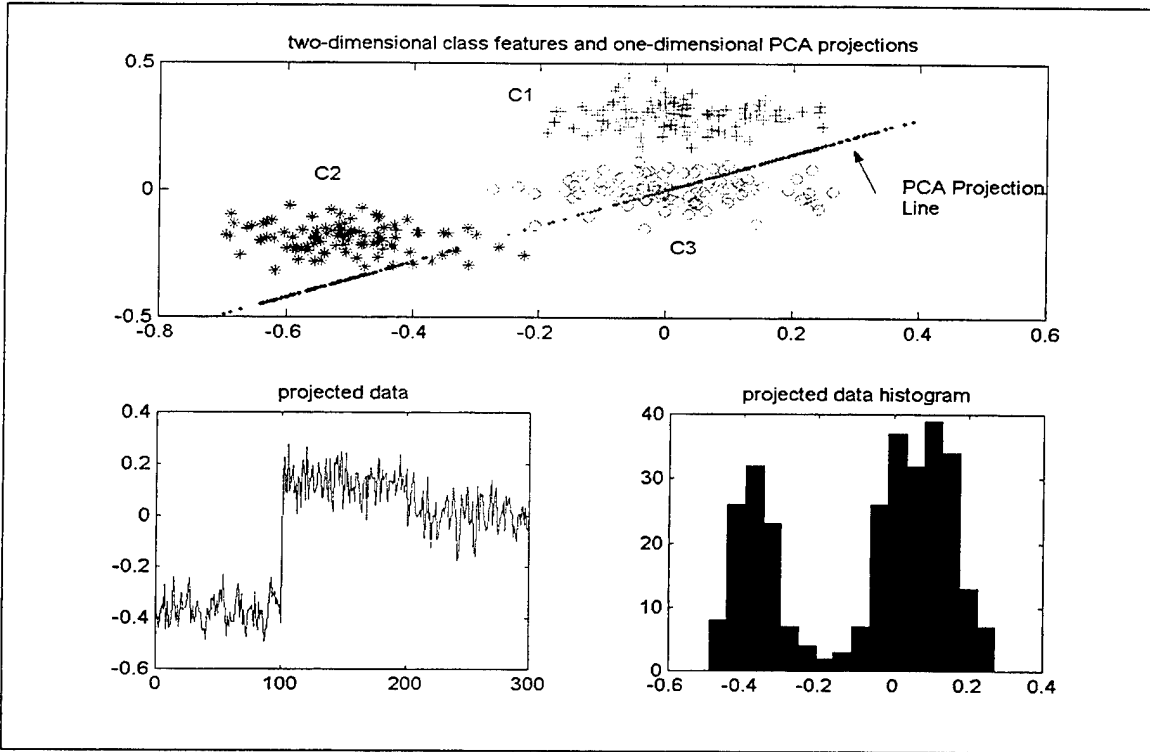 two-dimensional class features and one-dimensional PCA projections
0.5
C1
C2
0
PCA Projection
Line
C3
-0.5
-0.8 -0.6 -0.4 -0.2 0 0.2 0.4 0.6
projected data
0.4
0.2
0
-0.2
-0.4
-0.6
0 100 200 300
projected data histogram
40
30
20
10
0
-0.6 -0.4 -0.2 0 0.2 0.4